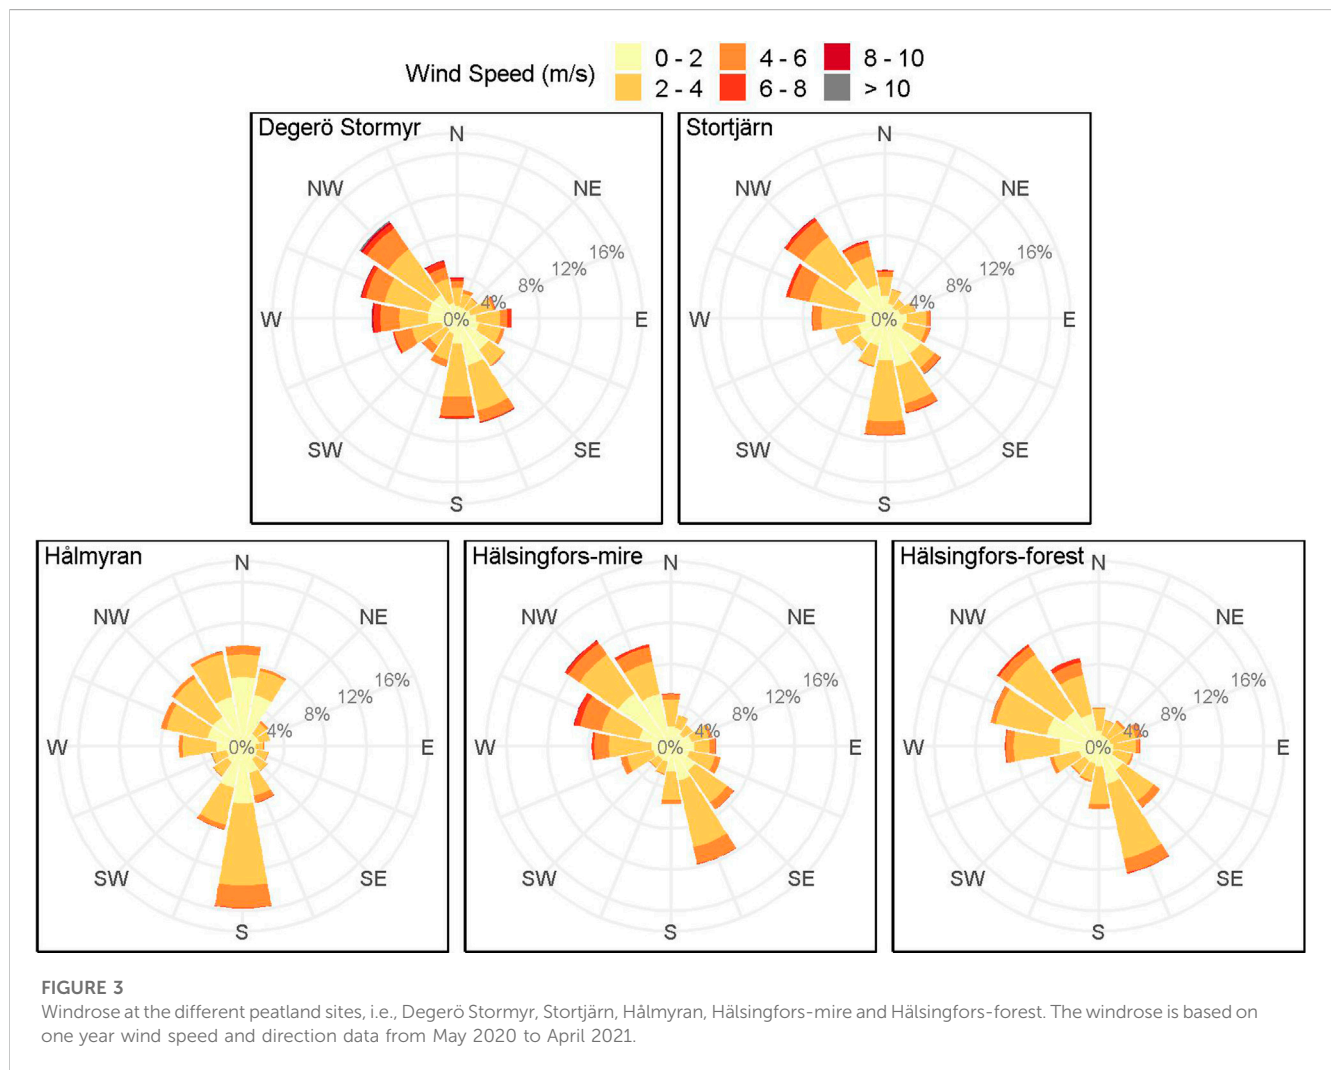 Wind Speed (m/s)
0 - 2
4 - 6
8 - 10
2 - 4
6 - 8
> 10
Degerö Stormyr
N
NW
NE
16%
12%
8%
4%
0%
W
E
SW
SE
S
Stortjärn
N
NW
NE
16%
12%
8%
4%
0%
W
E
SW
SE
S
Hålmyran
N
NW
NE
16%
12%
8%
4%
0%
W
E
SW
SE
S
Hälsingfors-mire
N
NW
NE
16%
12%
8%
4%
0%
W
E
SW
SE
S
Hälsingfors-forest
N
NW
NE
16%
12%
8%
4%
0%
W
E
SW
SE
S
FIGURE 3
Windrose at the different peatland sites, i.e., Degerö Stormyr, Stortjärn, Hålmyran, Hälsingfors-mire and Hälsingfors-forest. The windrose is based on
one year wind speed and direction data from May 2020 to April 2021.